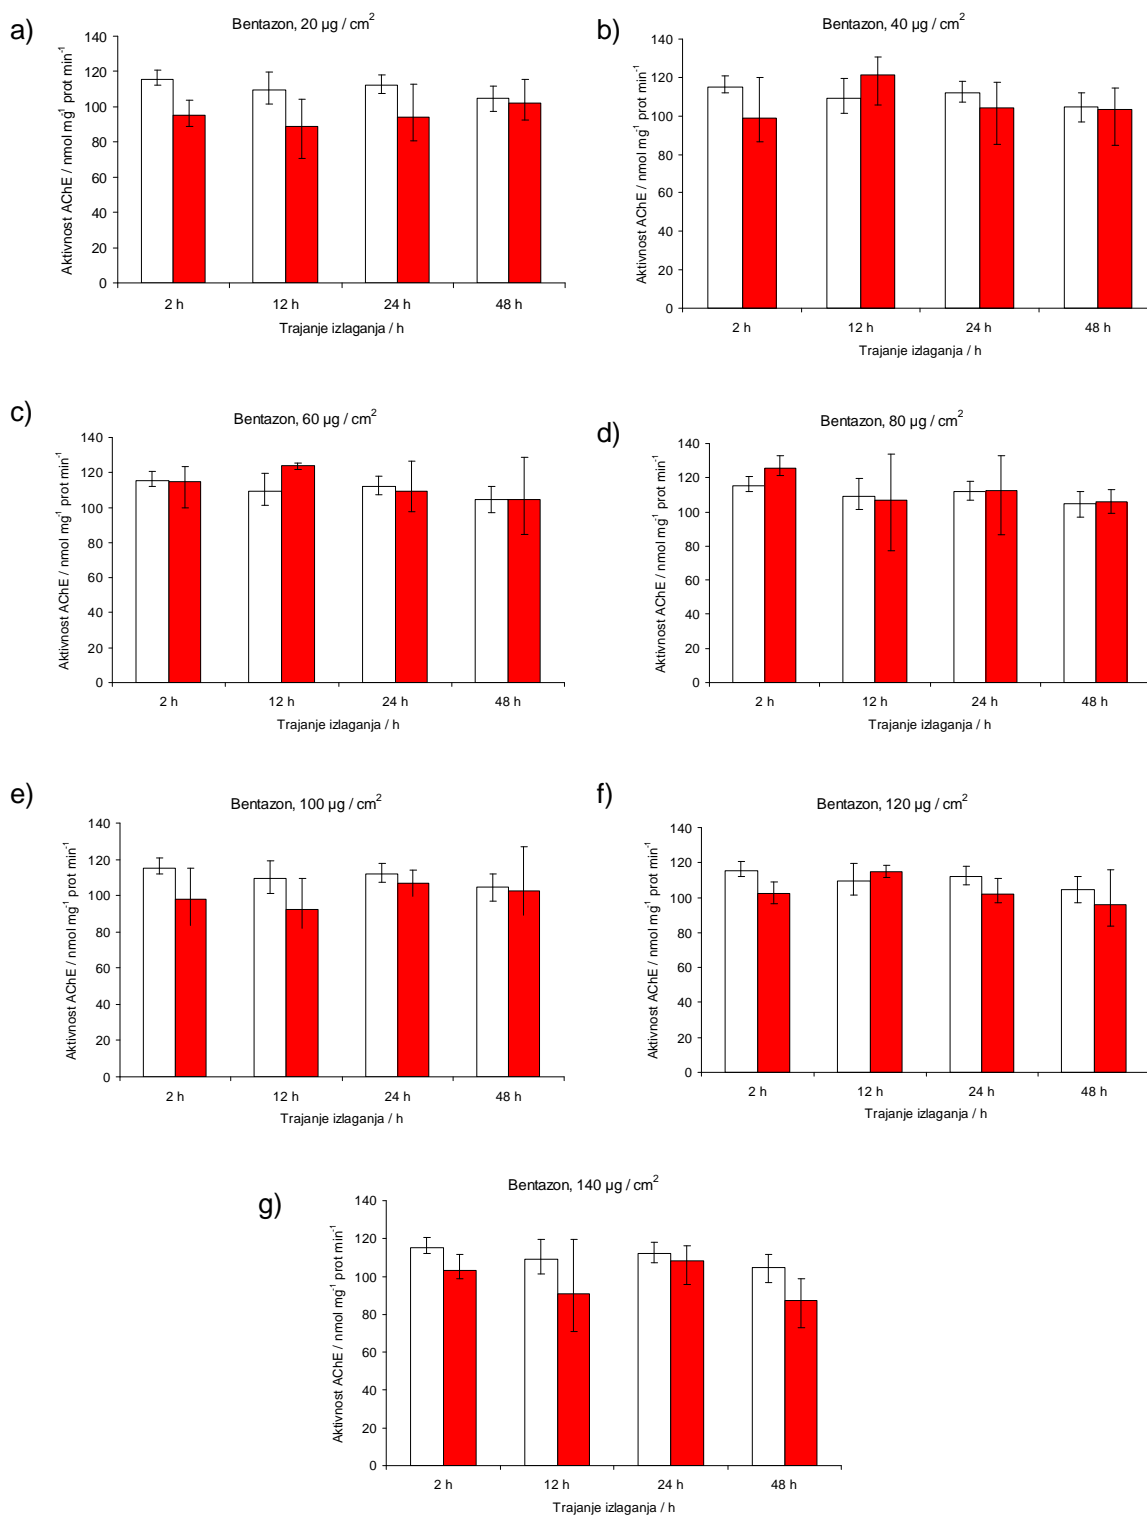 a)
Bentazon, 20 µg / cm²
Aktivnost AChE / nmol mg⁻¹ prot min⁻¹
140
120
100
80
60
40
20
0
2 h 12 h 24 h 48 h
Trajanje izlaganja / h
b)
Bentazon, 40 µg / cm²
Aktivnost AChE / nmol mg⁻¹ prot min⁻¹
140
120
100
80
60
40
20
0
2 h 12 h 24 h 48 h
Trajanje izlaganja / h
c)
Bentazon, 60 µg / cm²
Aktivnost AChE / nmol mg⁻¹ prot min⁻¹
140
120
100
80
60
40
20
0
2 h 12 h 24 h 48 h
Trajanje izlaganja / h
d)
Bentazon, 80 µg / cm²
Aktivnost AChE / nmol mg⁻¹ prot min⁻¹
140
120
100
80
60
40
20
0
2 h 12 h 24 h 48 h
Trajanje izlaganja / h
e)
Bentazon, 100 µg / cm²
Aktivnost AChE / nmol mg⁻¹ prot min⁻¹
140
120
100
80
60
40
20
0
2 h 12 h 24 h 48 h
Trajanje izlaganja / h
f)
Bentazon, 120 µg / cm²
Aktivnost AChE / nmol mg⁻¹ prot min⁻¹
140
120
100
80
60
40
20
0
2 h 12 h 24 h 48 h
Trajanje izlaganja / h
g)
Bentazon, 140 µg / cm²
Aktivnost AChE / nmol mg⁻¹ prot min⁻¹
140
120
100
80
60
40
20
0
2 h 12 h 24 h 48 h
Trajanje izlaganja / h